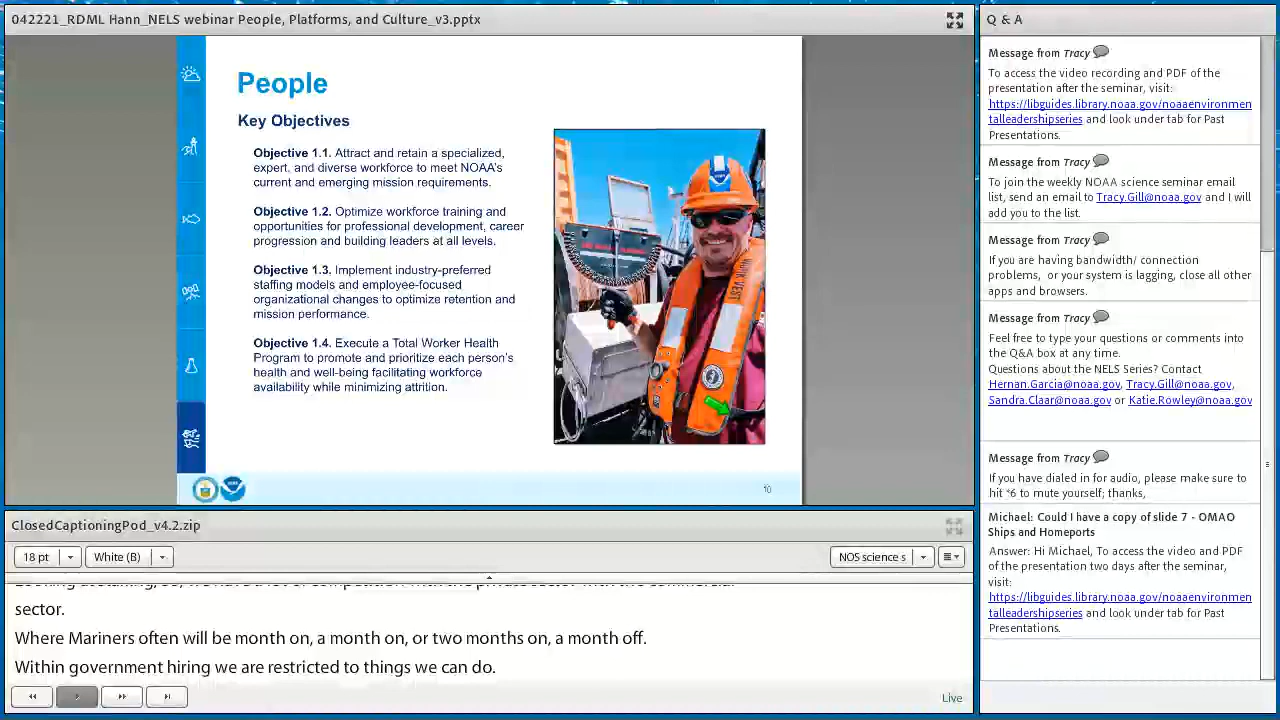 042221_RDML Hann_NELS webinar People, Platforms, and Culture_v3.pptx
People
Key Objectives
Objective 1.1. Attract and retain a specialized,
expert, and diverse workforce to meet NOAA's
current and emerging mission requirements.
Objective 1.2. Optimize workforce training and
opportunities for professional development, career
progression and building leaders at all levels.
Objective 1.3. Implement industry-preferred
staffing models and employee-focused
organizational changes to optimize retention and
mission performance.
Objective 1.4. Execute a Total Worker Health
Program to promote and prioritize each person's
health and well-being facilitating workforce
availability while minimizing attrition.
WORK VEST
10
ClosedCaptioningPod_v4.2.zip
18 pt
White (B)
NOS science s
sector.
Where Mariners often will be month on, a month on, or two months on, a month off.
Within government hiring we are restricted to things we can do.
Live
Q & A
Message from Tracy
To access the video recording and PDF of the
presentation after the seminar, visit:
https://libguides.library.noaa.gov/noaaenvironmen
talleadershipseries and look under tab for Past
Presentations.
Message from Tracy
To join the weekly NOAA science seminar email
list, send an email to Tracy.Gill@noaa.gov and I will
add you to the list.
Message from Tracy
If you are having bandwidth/ connection
problems, or your system is lagging, close all other
apps and browsers.
Message from Tracy
Feel free to type your questions or comments into
the Q&A box at any time.
Questions about the NELS Series? Contact
Hernan.Garcia@noaa.gov, Tracy.Gill@noaa.gov,
Sandra.Claar@noaa.gov or Katie.Rowley@noaa.gov
Message from Tracy
If you have dialed in for audio, please make sure to
hit *6 to mute yourself; thanks,
Michael: Could I have a copy of slide 7 - OMAO
Ships and Homeports
Answer: Hi Michael, To access the video and PDF
of the presentation two days after the seminar,
visit:
https://libguides.library.noaa.gov/noaaenvironmen
talleadershipseries and look under tab for Past
Presentations.